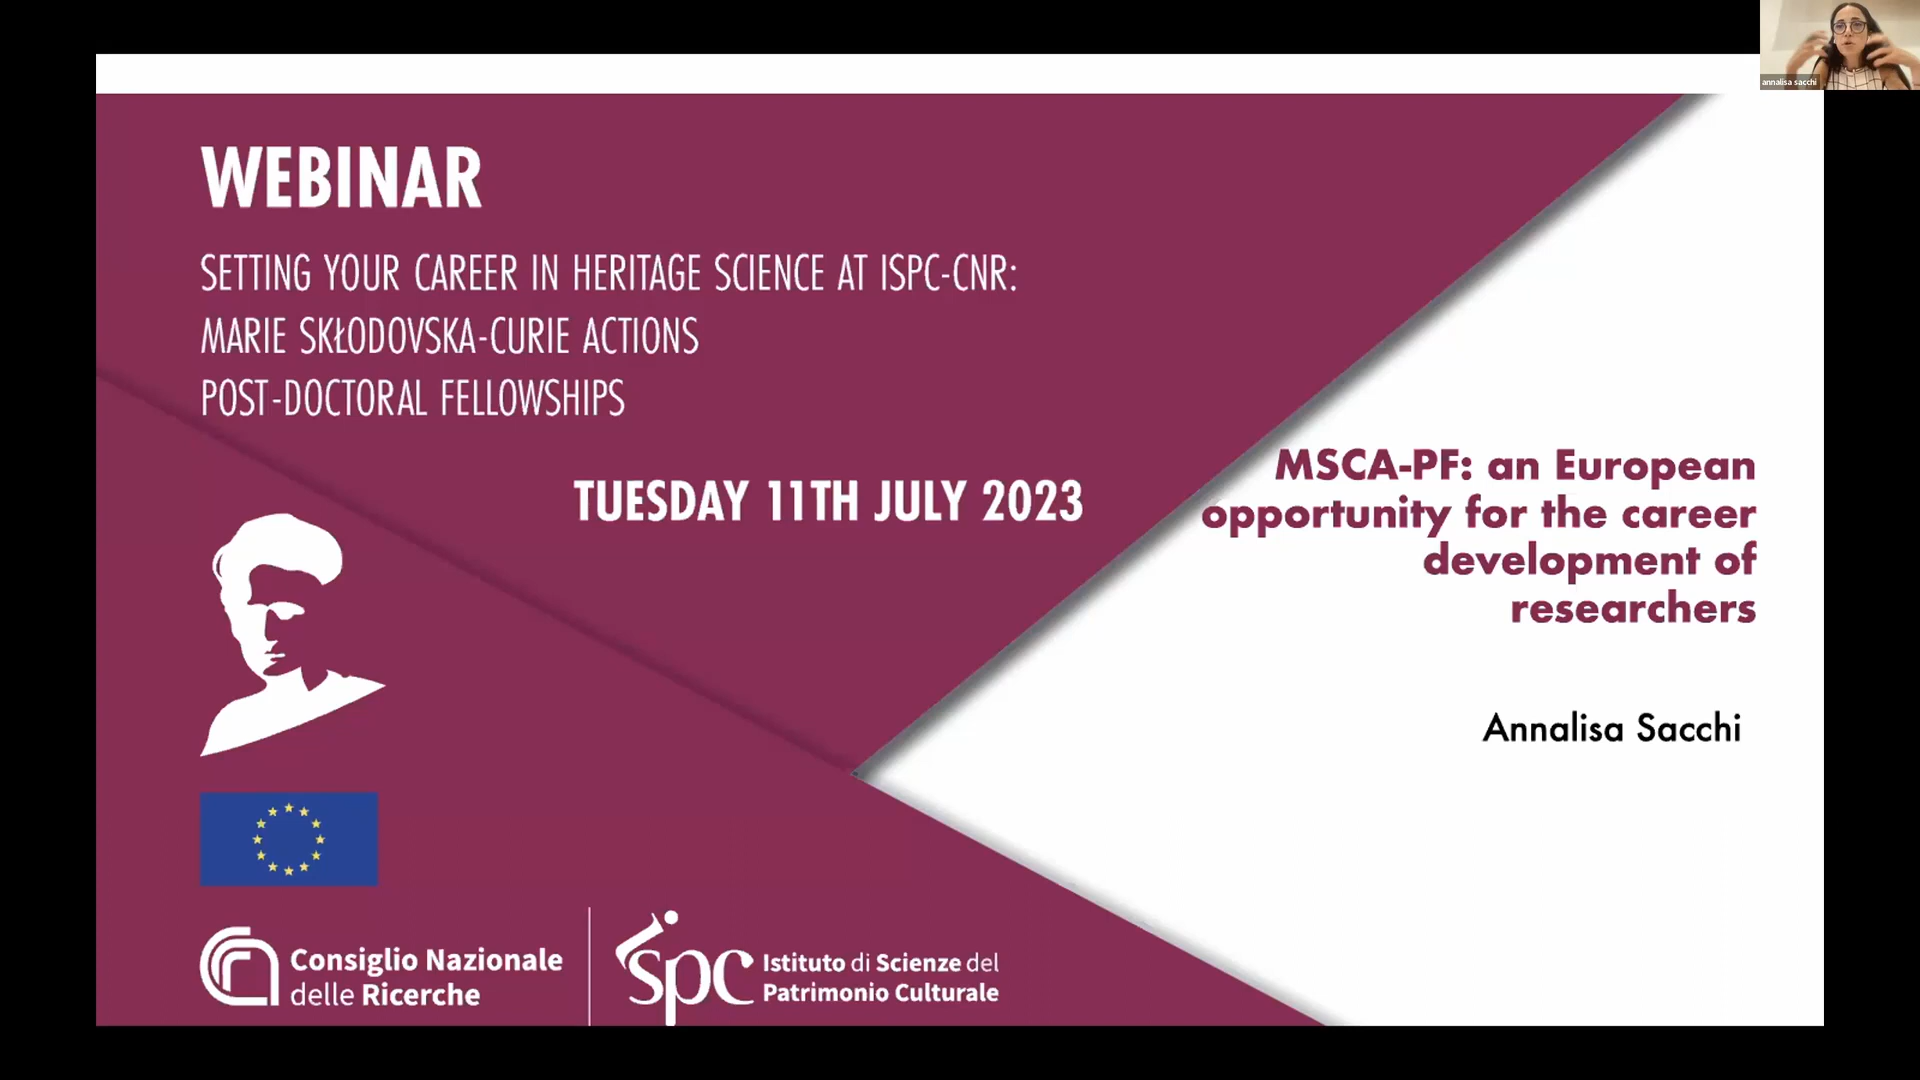 annalisa sacchi
WEBINAR
SETTING YOUR CAREER IN HERITAGE SCIENCE AT ISPC-CNR:
MARIE SKŁODOVSKA-CURIE ACTIONS
POST-DOCTORAL FELLOWSHIPS
TUESDAY 11TH JULY 2023
MSCA-PF: an European
opportunity for the career
development of
researchers
Annalisa Sacchi
Consiglio Nazionale
delle Ricerche
ispc
Istituto di Scienze del
Patrimonio Culturale